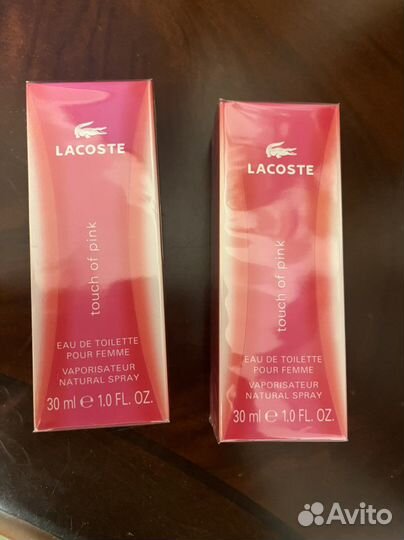 LACOSTE
touch of pink
EAU DE TOILETTE
POUR FEMME
VAPORISATEUR
NATURAL SPRAY
30 ml ℮ 1.0 FL. OZ.
LACOSTE
touch of pink
EAU DE TOILETTE
POUR FEMME
VAPORISATEUR
NATURAL SPRAY
30 ml ℮ 1.0 FL. OZ.
Avito